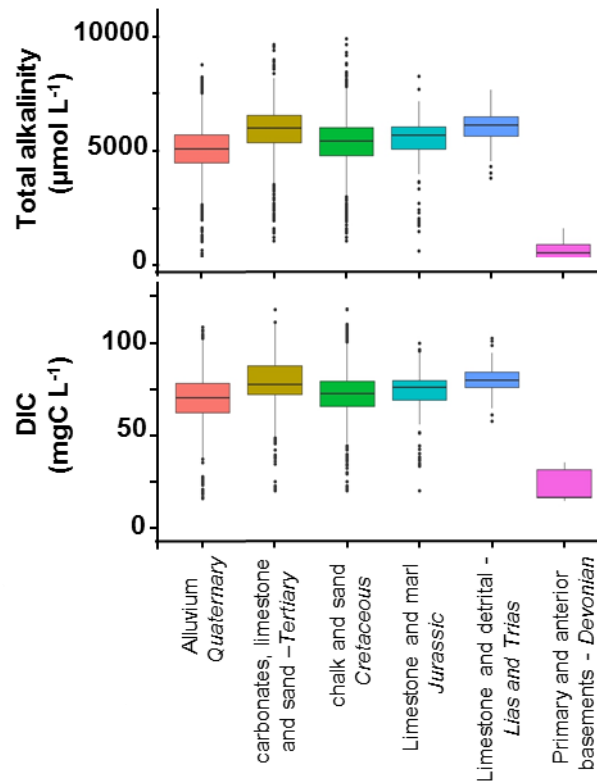 Total alkalinity
(µmol L⁻¹)
10000
5000
0
DIC
(mgC L⁻¹)
100
50
0
Alluvium
Quaternary
carbonates, limestone
and sand –Tertiary
chalk and sand
Cretaceous
Limestone and marl
Jurassic
Limestone and detrital -
Lias and Trias
Primary and anterior
basements - Devonian